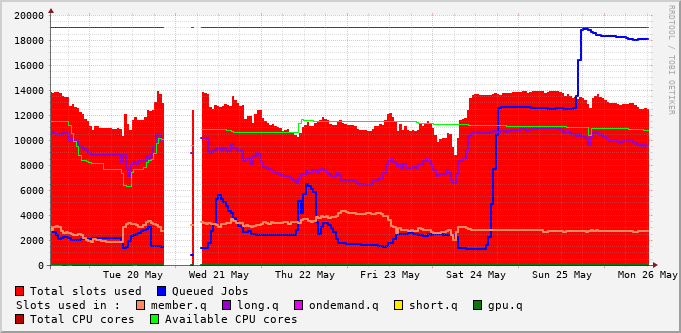 20000
18000
16000
14000
12000
10000
8000
6000
4000
2000
0
Tue 20 May Wed 21 May Thu 22 May Fri 23 May Sat 24 May Sun 25 May Mon 26 May
Total slots used Queued Jobs
Slots used in : member.q long.q ondemand.q short.q gpu.q
Total CPU cores Available CPU cores
RRDTOOL / TOBI OETIKER